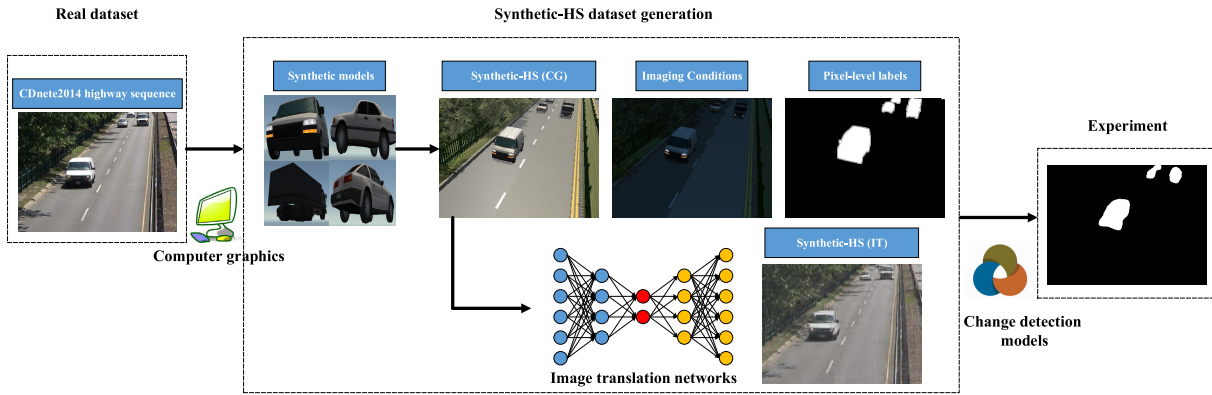 Real dataset
Synthetic-HS dataset generation
CDnete2014 highway sequence
Synthetic models
Synthetic-HS (CG)
Imaging Conditions
Pixel-level labels
Experiment
Computer graphics
Synthetic-HS (IT)
Image translation networks
Change detection
models